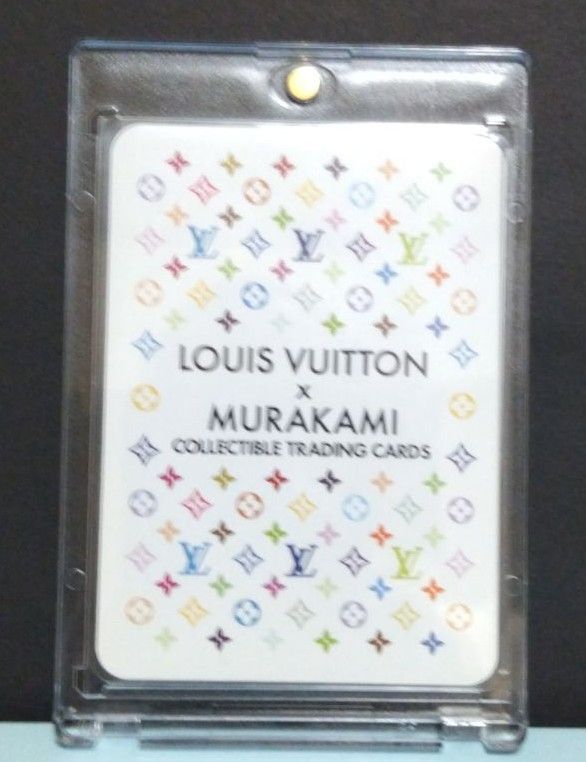 LOUIS VUITTON
x
MURAKAMI
COLLECTIBLE TRADING CARDS